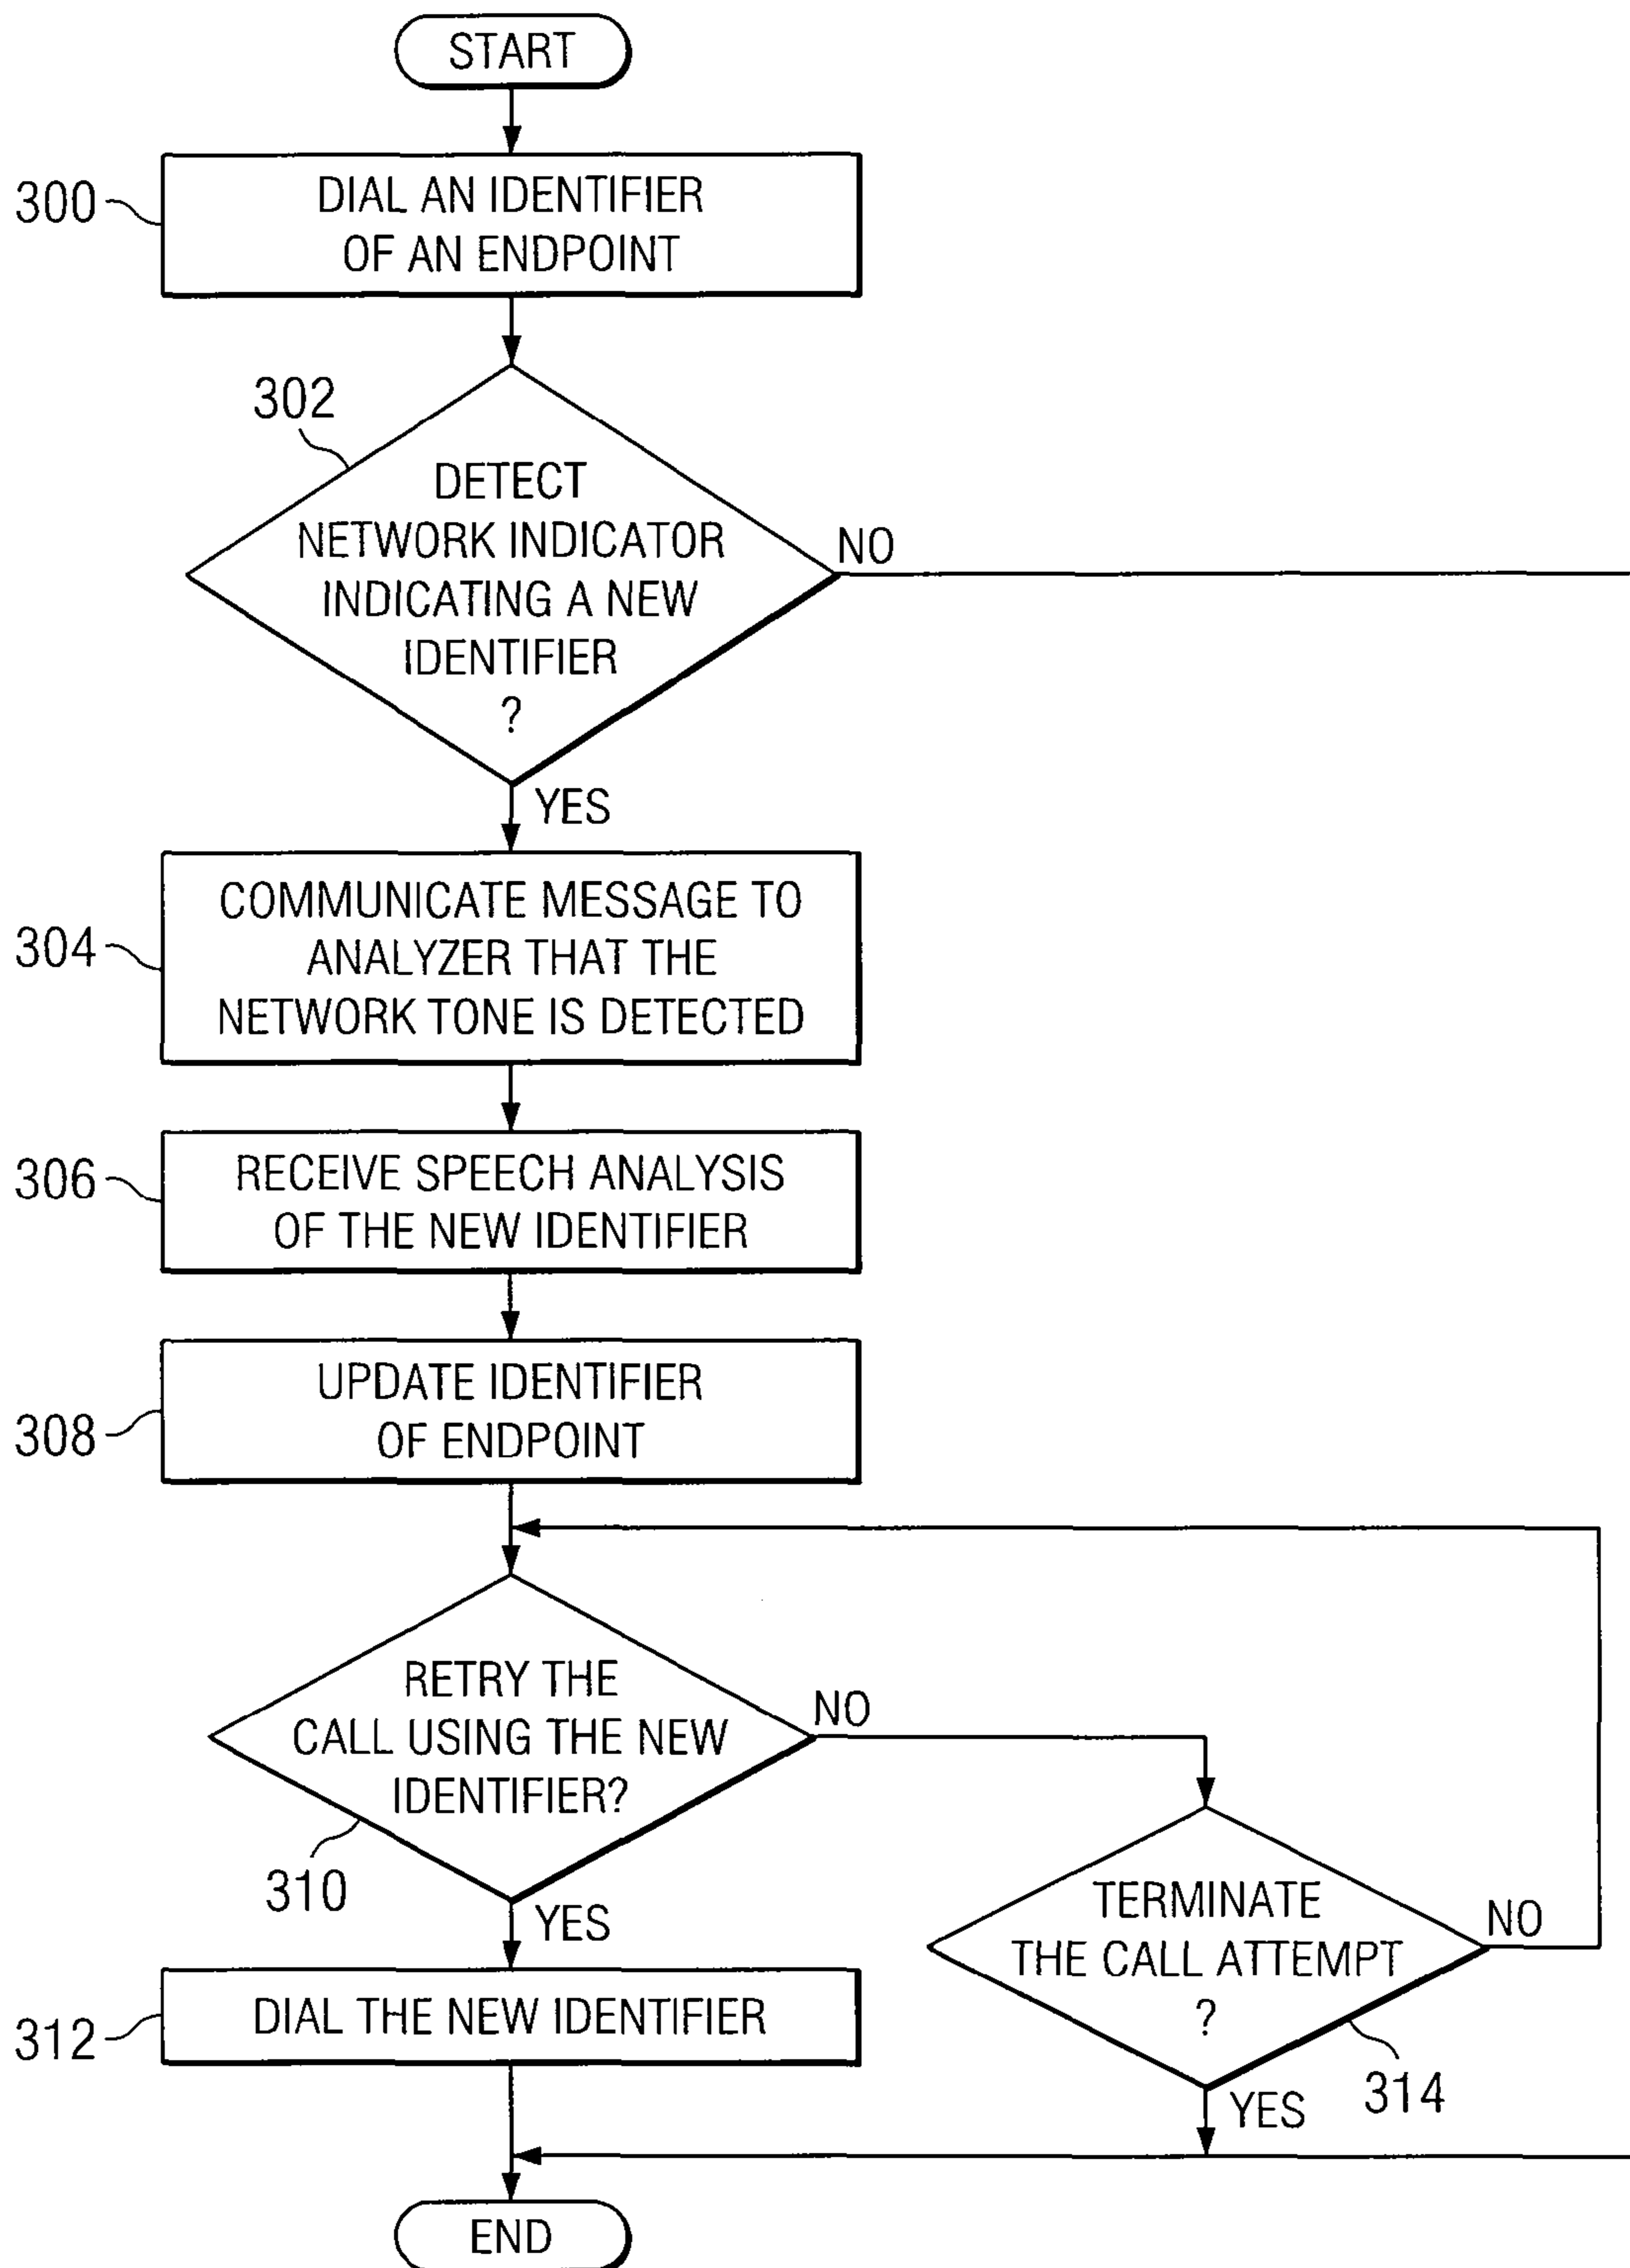 START
300
DIAL AN IDENTIFIER
OF AN ENDPOINT
302
DETECT
NETWORK INDICATOR
INDICATING A NEW
IDENTIFIER
?
NO
YES
304
COMMUNICATE MESSAGE TO
ANALYZER THAT THE
NETWORK TONE IS DETECTED
306
RECEIVE SPEECH ANALYSIS
OF THE NEW IDENTIFIER
308
UPDATE IDENTIFIER
OF ENDPOINT
RETRY THE
CALL USING THE NEW
IDENTIFIER?
NO
310
YES
TERMINATE
THE CALL ATTEMPT
?
NO
314
YES
312
DIAL THE NEW IDENTIFIER
END